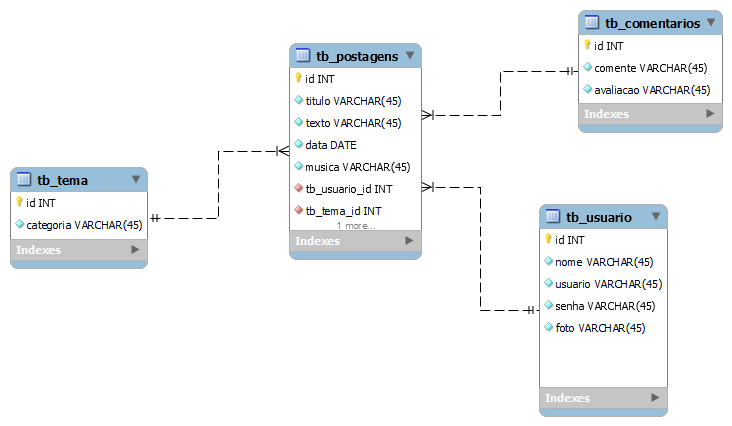 tb_tema
id INT
categoria VARCHAR(45)
Indexes
tb_postagens
id INT
titulo VARCHAR(45)
texto VARCHAR(45)
data DATE
musica VARCHAR(45)
tb_usuario_id INT
tb_tema_id INT
1 more...
Indexes
tb_comentarios
id INT
comente VARCHAR(45)
avaliacao VARCHAR(45)
Indexes
tb_usuario
id INT
nome VARCHAR(45)
usuario VARCHAR(45)
senha VARCHAR(45)
foto VARCHAR(45)
Indexes